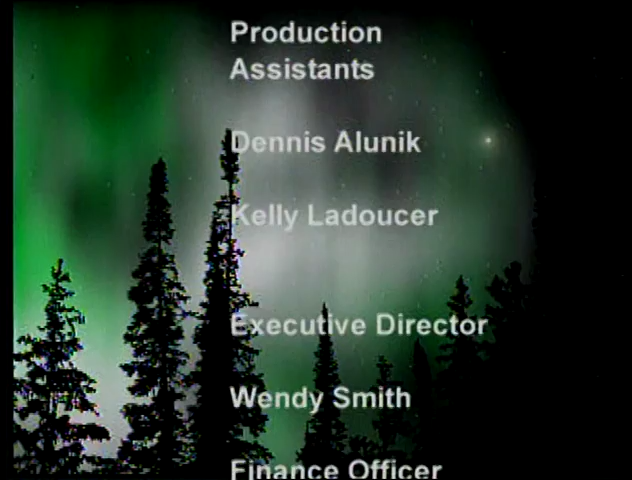 Production
Assistants
Dennis Alunik
Kelly Ladoucer
Executive Director
Wendy Smith
Finance Officer